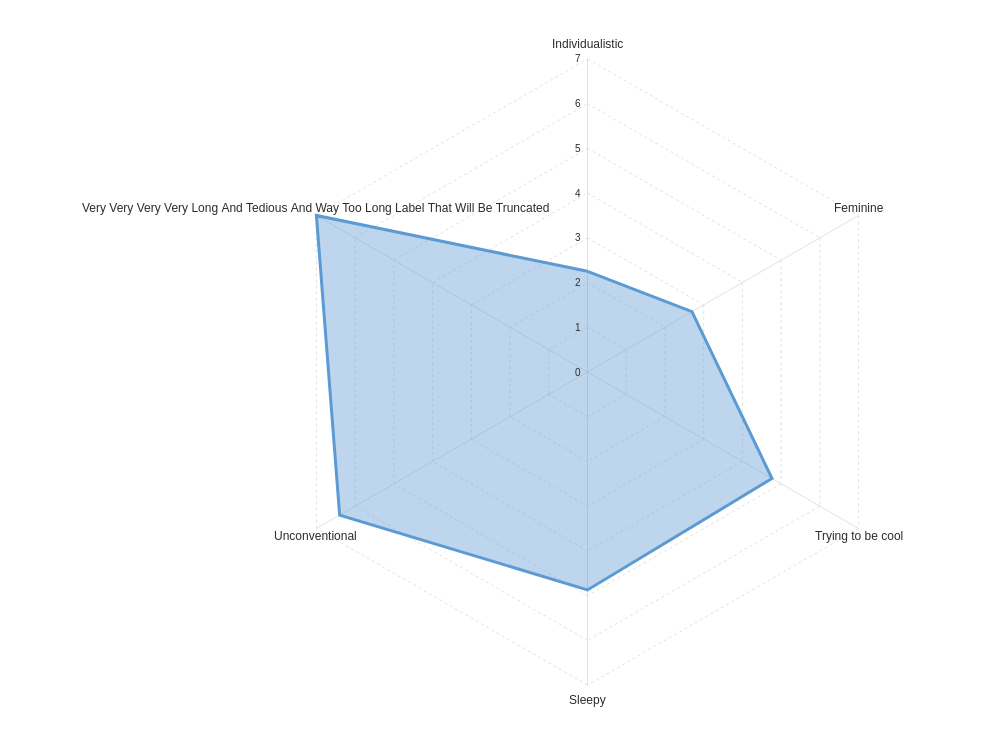 Individualistic
7
6
5
4
Very Very Very Very Long And Tedious And Way Too Long Label That Will Be Truncated
Feminine
3
2
1
0
Unconventional
Trying to be cool
Sleepy